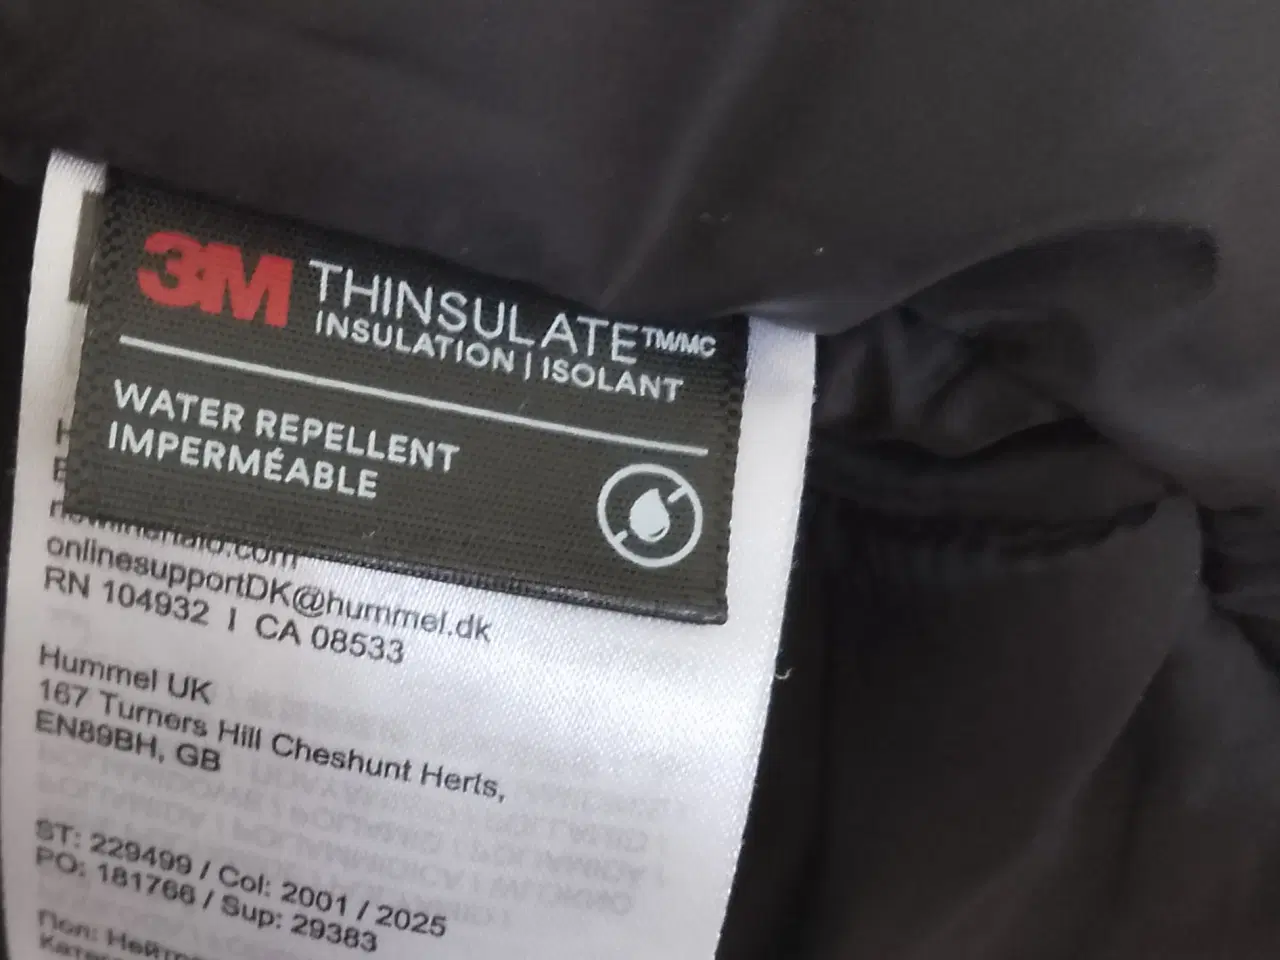 3M THINSULATE™/MC
INSULATION | ISOLANT
WATER REPELLENT
IMPERMÉABLE
onlinesupportDK@hummel.dk
RN 104932 | CA 08533
Hummel UK
167 Turners Hill Cheshunt Herts,
EN89BH, GB
ST: 229499 / Col: 2001 / 2025
PO: 181766 / Sup: 29383
Пол: